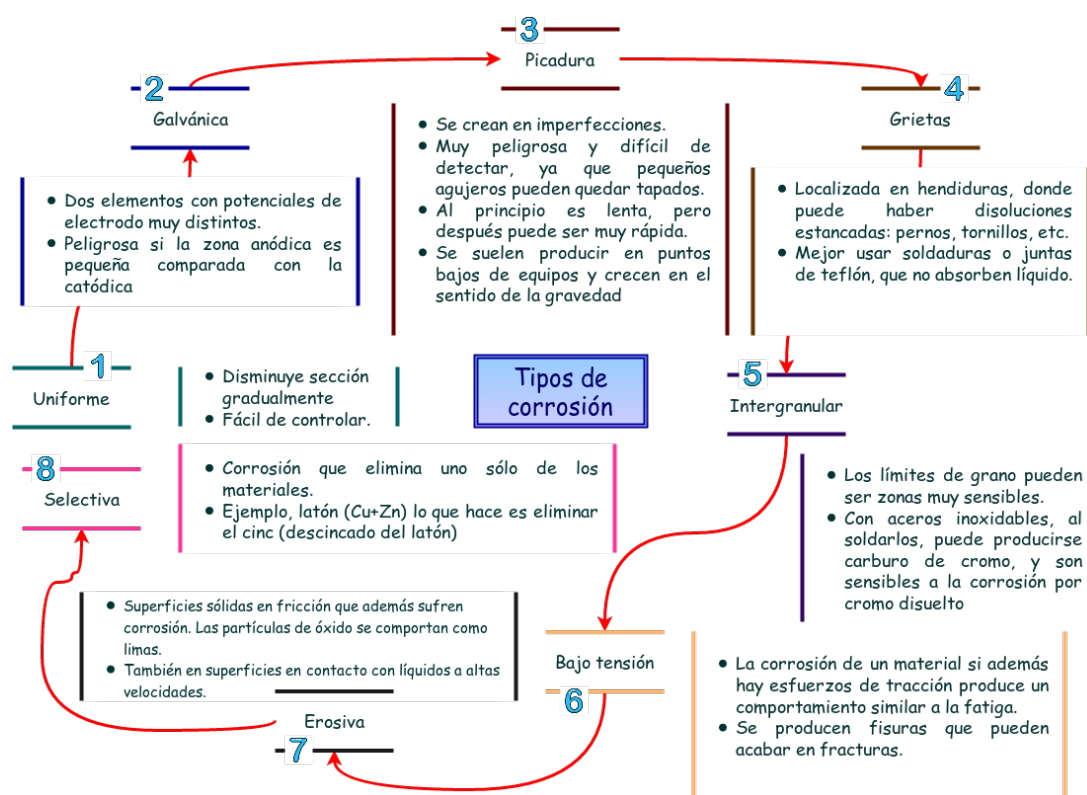 Tipos de
corrosión
1
Uniforme
● Disminuye sección
gradualmente
● Fácil de controlar.
2
Galvánica
● Dos elementos con potenciales de
electrodo muy distintos.
● Peligrosa si la zona anódica es
pequeña comparada con la
catódica
3
Picadura
● Se crean en imperfecciones.
● Muy peligrosa y difícil de
detectar, ya que pequeños
agujeros pueden quedar tapados.
● Al principio es lenta, pero
después puede ser muy rápida.
● Se suelen producir en puntos
bajos de equipos y crecen en el
sentido de la gravedad
4
Grietas
● Localizada en hendiduras, donde
puede haber disoluciones
estancadas: pernos, tornillos, etc.
● Mejor usar soldaduras o juntas
de teflón, que no absorben líquido.
5
Intergranular
● Los límites de grano pueden
ser zonas muy sensibles.
● Con aceros inoxidables, al
soldarlos, puede producirse
carburo de cromo, y son
sensibles a la corrosión por
cromo disuelto
Bajo tensión
6
● La corrosión de un material si además
hay esfuerzos de tracción produce un
comportamiento similar a la fatiga.
● Se producen fisuras que pueden
acabar en fracturas.
Erosiva
7
● Superficies sólidas en fricción que además sufren
corrosión. Las partículas de óxido se comportan como
limas.
● También en superficies en contacto con líquidos a altas
velocidades.
8
Selectiva
● Corrosión que elimina uno sólo de los
materiales.
● Ejemplo, latón (Cu+Zn) lo que hace es eliminar
el cinc (descincado del latón)